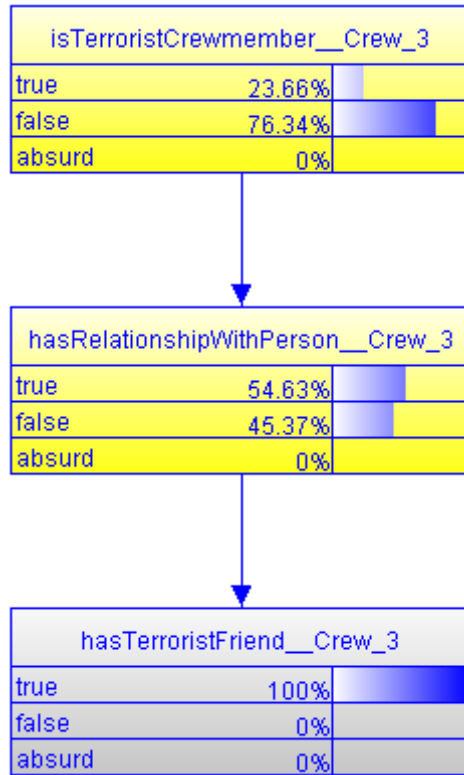 isTerroristCrewmember__Crew_3
true 23.66%
false 76.34%
absurd 0%
hasRelationshipWithPerson__Crew_3
true 54.63%
false 45.37%
absurd 0%
hasTerroristFriend__Crew_3
true 100%
false 0%
absurd 0%